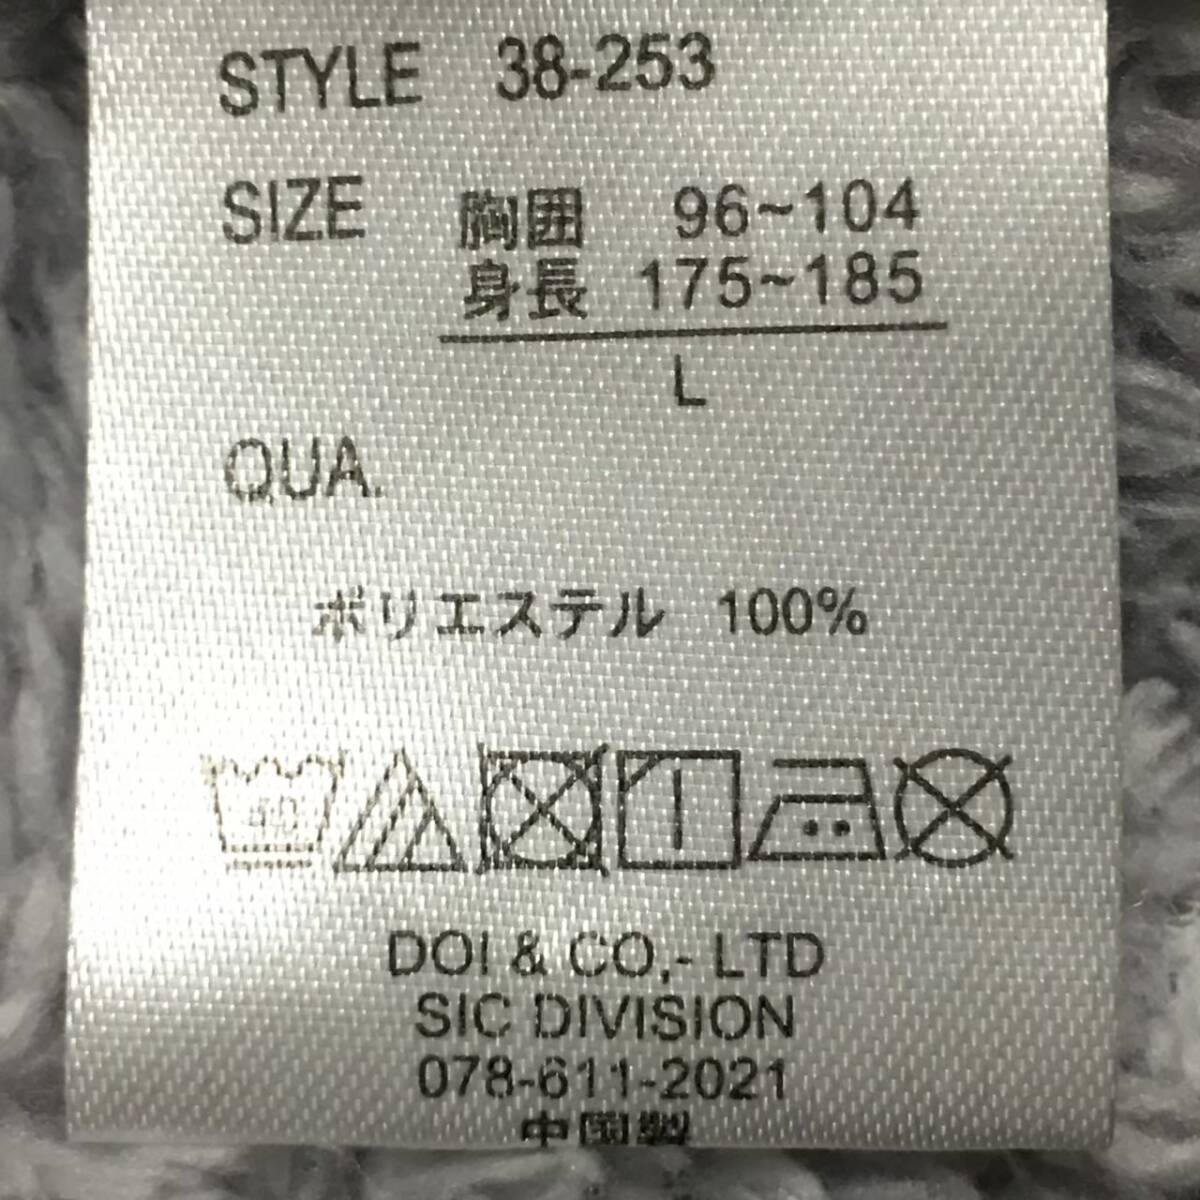 STYLE 38-253
SIZE 胸囲 96~104
身長 175~185
L
QUA.
ポリエステル 100%
40
DOI & CO,- LTD
SIC DIVISION
078-611-2021
中国製